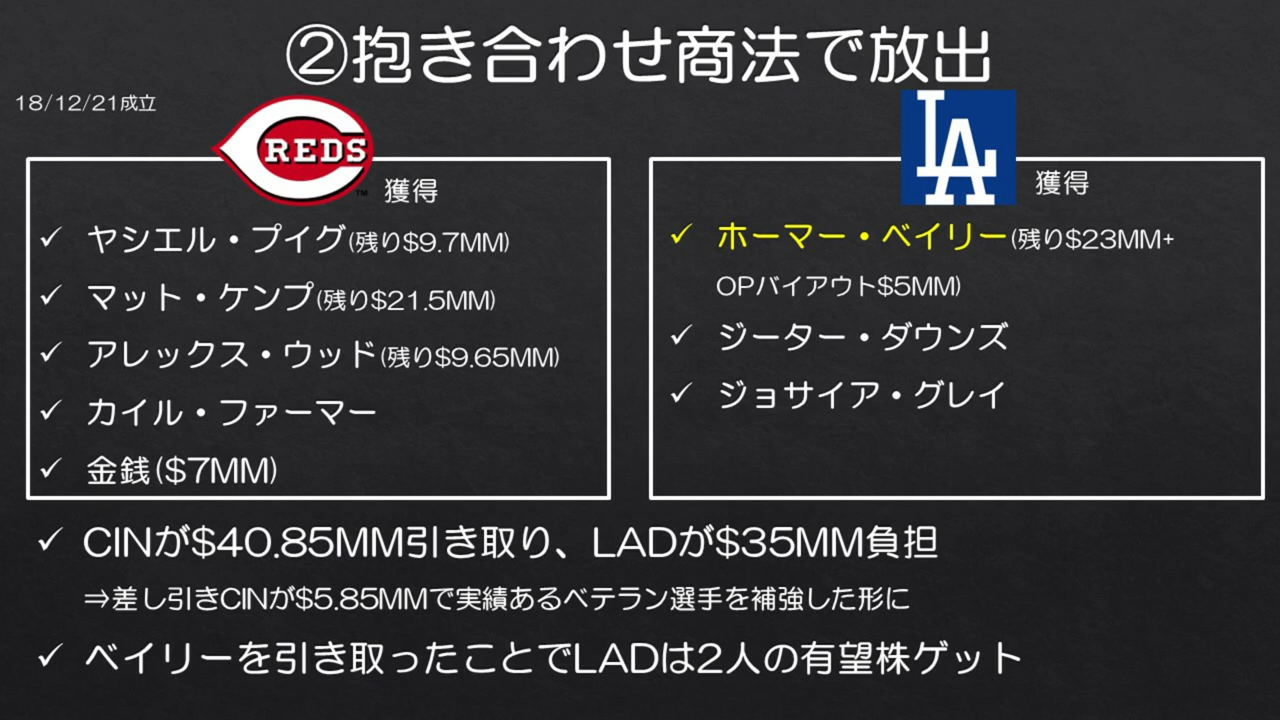 ②抱き合わせ商法で放出
18/12/21成立
REDS
TM
獲得
✓ ヤシエル・プイグ(残り$9.7MM)
✓ マット・ケンプ(残り$21.5MM)
✓ アレックス・ウッド(残り$9.65MM)
✓ カイル・ファーマー
✓ 金銭($7MM)
LA
獲得
✓ ホーマー・ベイリー(残り$23MM+
OPバイアウト$5MM)
✓ ジーター・ダウンズ
✓ ジョサイア・グレイ
✓ CINが$40.85MM引き取り、LADが$35MM負担
⇒差し引きCINが$5.85MMで実績あるベテラン選手を補強した形に
✓ ベイリーを引き取ったことでLADは2人の有望株ゲット